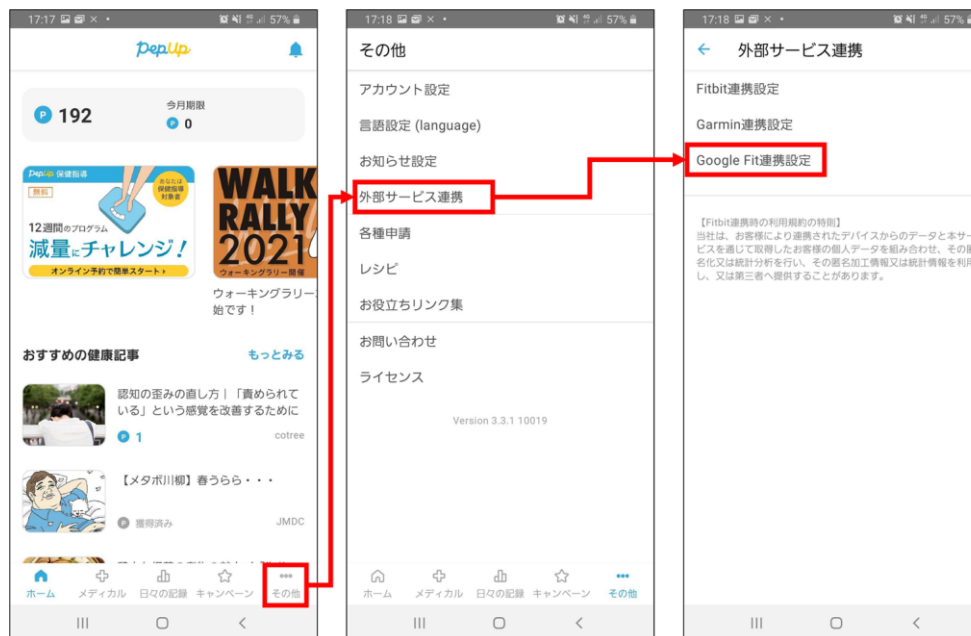 17:17
57%
PepUp
P 192
今月期限
P 0
PepUp 保健指導
無料
あなたは
保健指導
対象者
12週間のプログラム
減量にチャレンジ!
オンライン予約で簡単スタート
WALK
RALLY
2021
ウォーキングラリー開催
ウォーキングラリー
始です!
おすすめの健康記事
もっとみる
認知の歪みの直し方|「責められて
いる」という感覚を改善するために
P 1
cotree
【メタボ川柳】春うらら・・・
P 獲得済み
JMDC
ホーム
メディカル
日々の記録
キャンペーン
その他
17:18
57%
その他
アカウント設定
言語設定 (language)
お知らせ設定
外部サービス連携
各種申請
レシピ
お役立ちリンク集
お問い合わせ
ライセンス
Version 3.3.1 10019
ホーム
メディカル
日々の記録
キャンペーン
その他
17:18
57%
外部サービス連携
Fitbit連携設定
Garmin連携設定
Google Fit連携設定
【Fitbit連携時の利用規約の特則】
当社は、お客様により連携されたデバイスからのデータと本サー
ビスを通じて取得したお客様の個人データを組み合わせ、その匿
名化又は統計分析を行い、その匿名加工情報又は統計情報を利用
し、又は第三者へ提供することがあります。